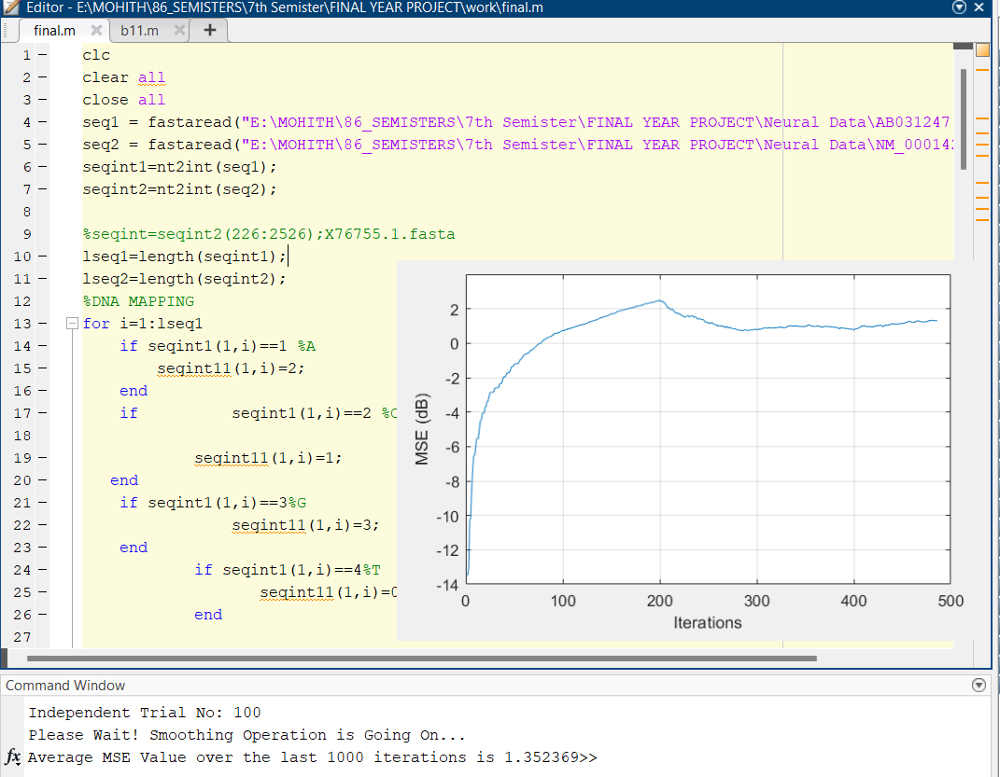 Editor - E:\MOHITH\86_SEMISTERS\7th Semister\FINAL YEAR PROJECT\work\final.m
final.m
b11.m
1 clc
2 clear all
3 close all
4 seq1 = fastaread("E:\MOHITH\86_SEMISTERS\7th Semister\FINAL YEAR PROJECT\Neural Data\AB031247
5 seq2 = fastaread("E:\MOHITH\86_SEMISTERS\7th Semister\FINAL YEAR PROJECT\Neural Data\NM_00014
6 seqint1=nt2int(seq1);
7 seqint2=nt2int(seq2);
8
9 %seqint=seqint2(226:2526);X76755.1.fasta
10 lseq1=length(seqint1);
11 lseq2=length(seqint2);
12 %DNA MAPPING
13 for i=1:lseq1
14 if seqint1(1,i)==1 %A
15 seqint11(1,i)=2;
16 end
17 if seqint1(1,i)==2 %C
18
19 seqint11(1,i)=1;
20 end
21 if seqint1(1,i)==3%G
22 seqint11(1,i)=3;
23 end
24 if seqint1(1,i)==4%T
25 seqint11(1,i)=0
26 end
27
MSE (dB)
2
0
-2
-4
-6
-8
-10
-12
-14
0 100 200 300 400 500
Iterations
Command Window
Independent Trial No: 100
Please Wait! Smoothing Operation is Going On...
fx Average MSE Value over the last 1000 iterations is 1.352369>>